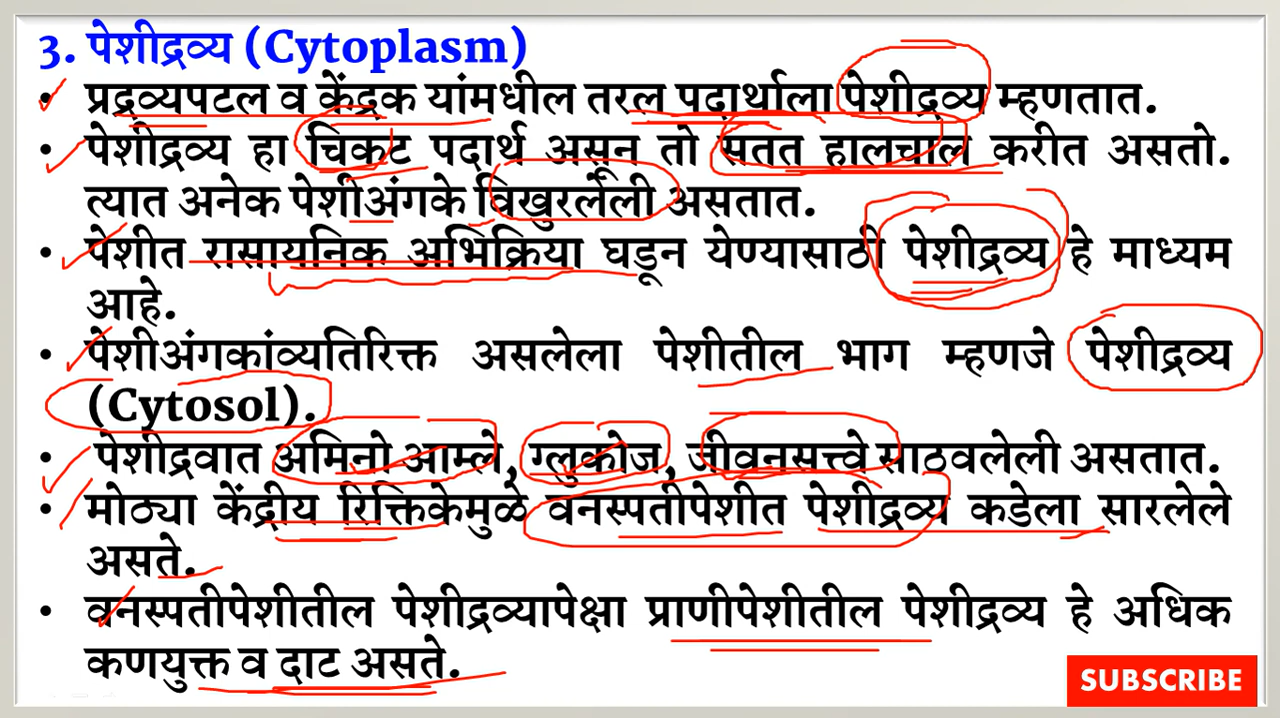 3. पेशीद्रव्य (Cytoplasm)
• प्रद्रव्यपटल व केंद्रक यांमधील तरल पदार्थाला पेशीद्रव्य म्हणतात.
• पेशीद्रव्य हा चिकट पदार्थ असून तो सतत हालचाल करीत असतो.
त्यात अनेक पेशीअंगके विखुरलेली असतात.
• पेशीत रासायनिक अभिक्रिया घडून येण्यासाठी पेशीद्रव्य हे माध्यम
आहे.
• पेशीअंगकांव्यतिरिक्त असलेला पेशीतील भाग म्हणजे पेशीद्रव्य
(Cytosol).
• पेशीद्रवात अमिनो आम्ले, ग्लुकोज, जीवनसत्त्वे साठवलेली असतात.
• मोठ्या केंद्रीय रिक्तिकेमुळे वनस्पतीपेशीत पेशीद्रव्य कडेला सारलेले
असते.
• वनस्पतीपेशीतील पेशीद्रव्यापेक्षा प्राणीपेशीतील पेशीद्रव्य हे अधिक
कणयुक्त व दाट असते.
SUBSCRIBE